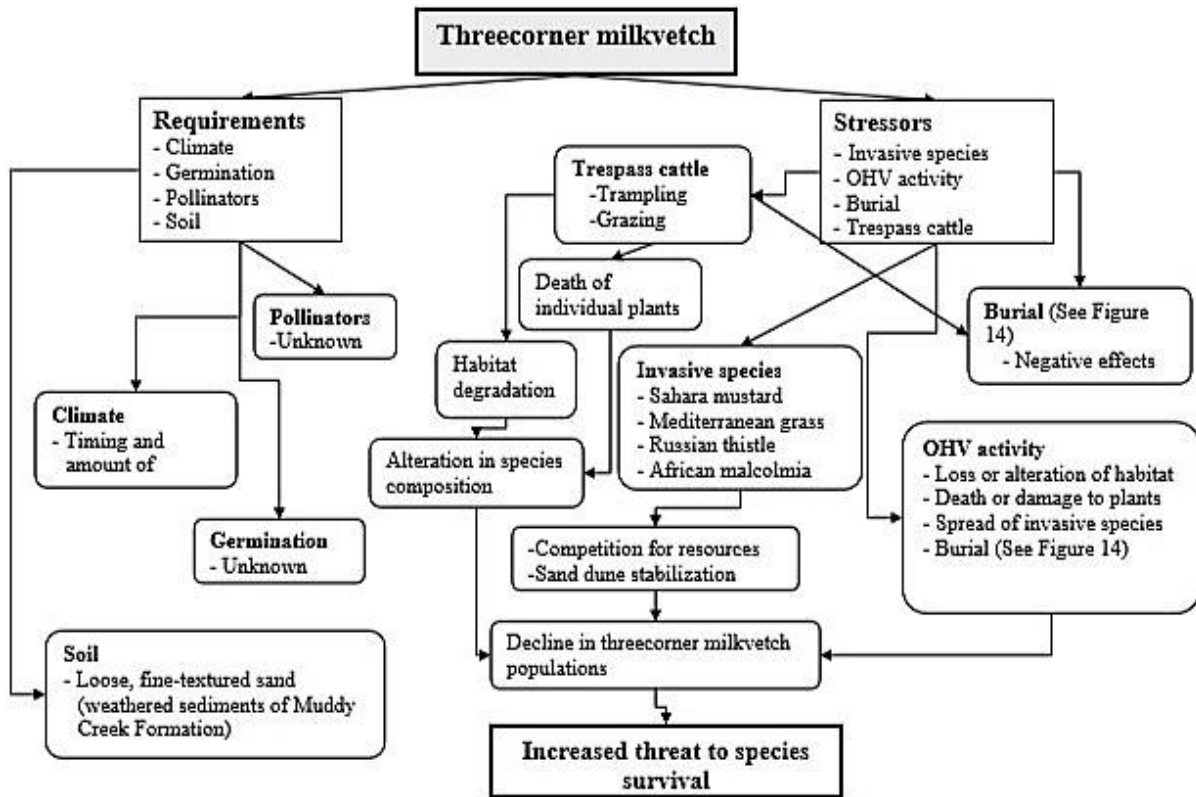 Threecorner milkvetch
Requirements
- Climate
- Germination
- Pollinators
- Soil
Stressors
- Invasive species
- OHV activity
- Burial
- Trespass cattle
Trespass cattle
-Trampling
-Grazing
Death of
individual plants
Pollinators
-Unknown
Burial (See Figure
14)
- Negative effects
Habitat
degradation
Invasive species
- Sahara mustard
- Mediterranean grass
- Russian thistle
- African malcolmia
Climate
- Timing and
amount of
Alteration in species
composition
OHV activity
- Loss or alteration of habitat
- Death or damage to plants
- Spread of invasive species
- Burial (See Figure 14)
Germination
- Unknown
-Competition for resources
-Sand dune stabilization
Soil
- Loose, fine-textured sand
(weathered sediments of Muddy
Creek Formation)
Decline in threecorner milkvetch
populations
Increased threat to species
survival